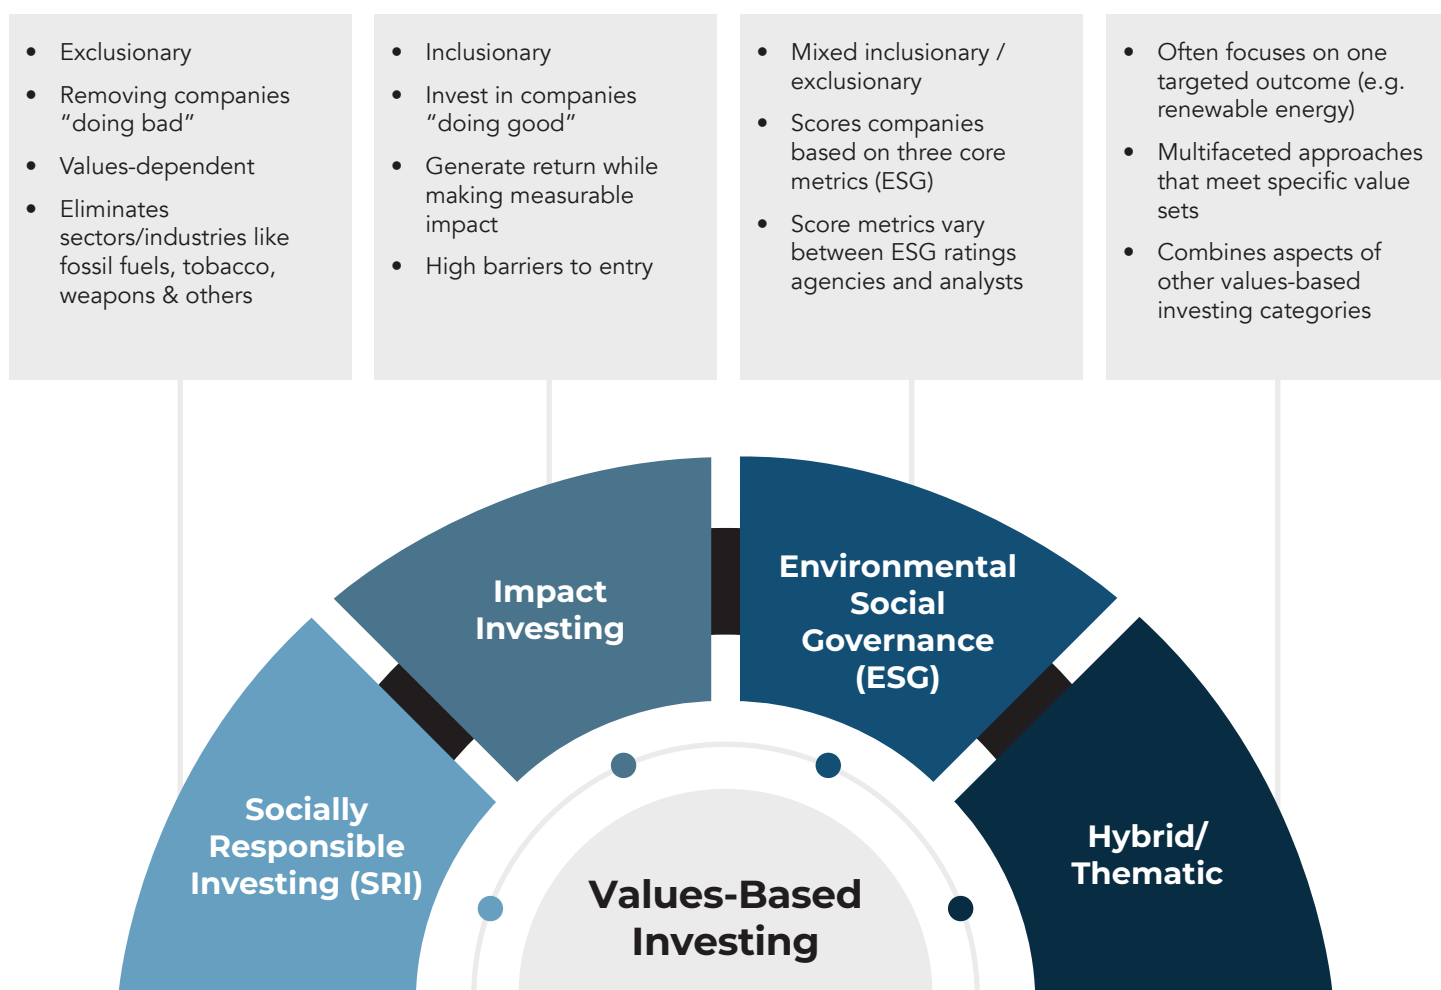 • Exclusionary
• Removing companies
“doing bad”
• Values-dependent
• Eliminates
sectors/industries like
fossil fuels, tobacco,
weapons & others
• Inclusionary
• Invest in companies
“doing good”
• Generate return while
making measurable
impact
• High barriers to entry
• Mixed inclusionary /
exclusionary
• Scores companies
based on three core
metrics (ESG)
• Score metrics vary
between ESG ratings
agencies and analysts
• Often focuses on one
targeted outcome (e.g.
renewable energy)
• Multifaceted approaches
that meet specific value
sets
• Combines aspects of
other values-based
investing categories
Socially
Responsible
Investing (SRI)
Impact
Investing
Environmental
Social
Governance
(ESG)
Hybrid/
Thematic
Values-Based
Investing